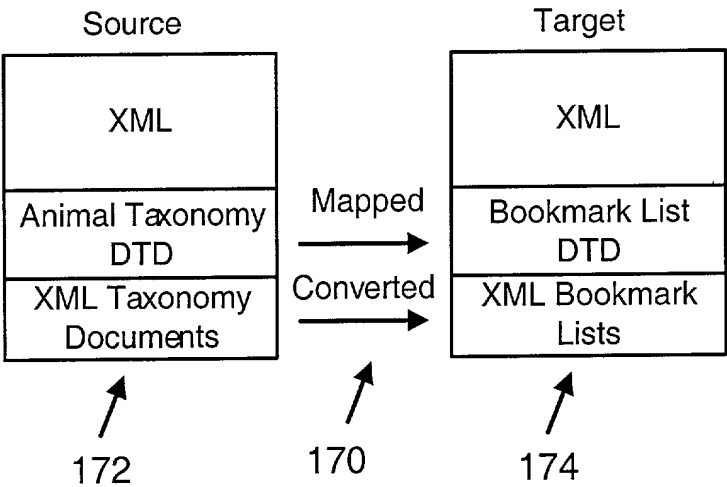 Source
Target
XML
XML
Animal Taxonomy
DTD
Mapped
Bookmark List
DTD
XML Taxonomy
Documents
Converted
XML Bookmark
Lists
172
170
174